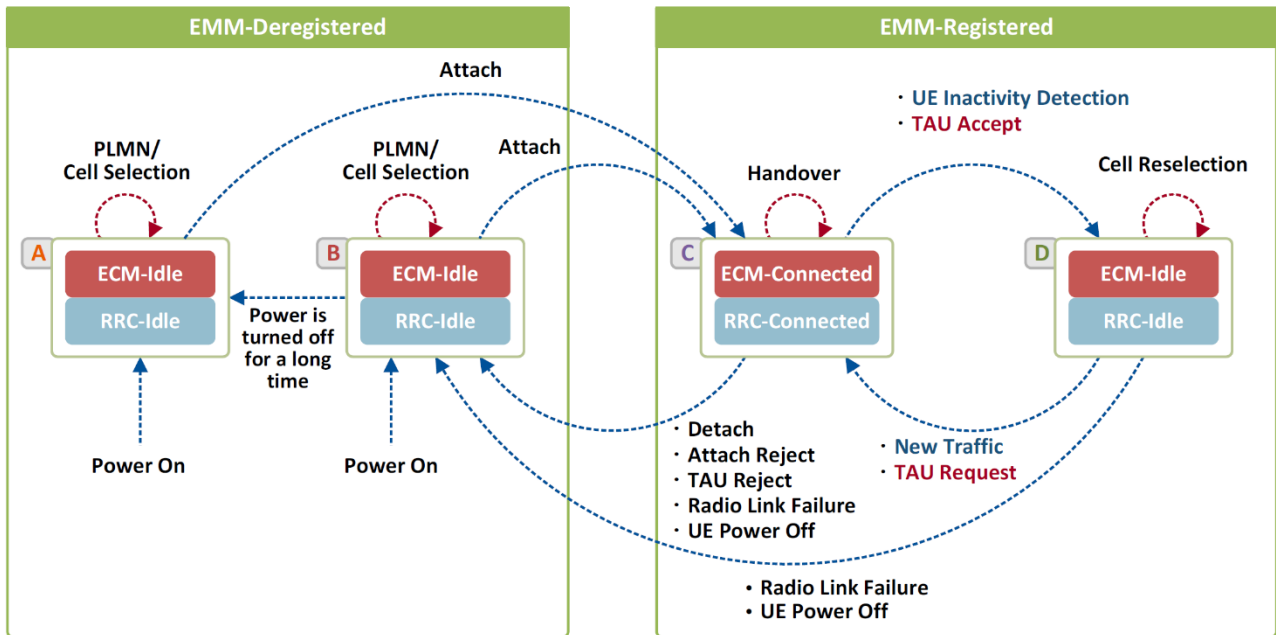 EMM-Deregistered
EMM-Registered
Attach
· UE Inactivity Detection
· TAU Accept
PLMN/
Cell Selection
PLMN/
Cell Selection
Attach
Handover
Cell Reselection
A
ECM-Idle
RRC-Idle
B
ECM-Idle
RRC-Idle
C
ECM-Connected
RRC-Connected
D
ECM-Idle
RRC-Idle
Power is
turned off
for a long
time
Power On
Power On
· Detach
· Attach Reject
· TAU Reject
· Radio Link Failure
· UE Power Off
· New Traffic
· TAU Request
· Radio Link Failure
· UE Power Off